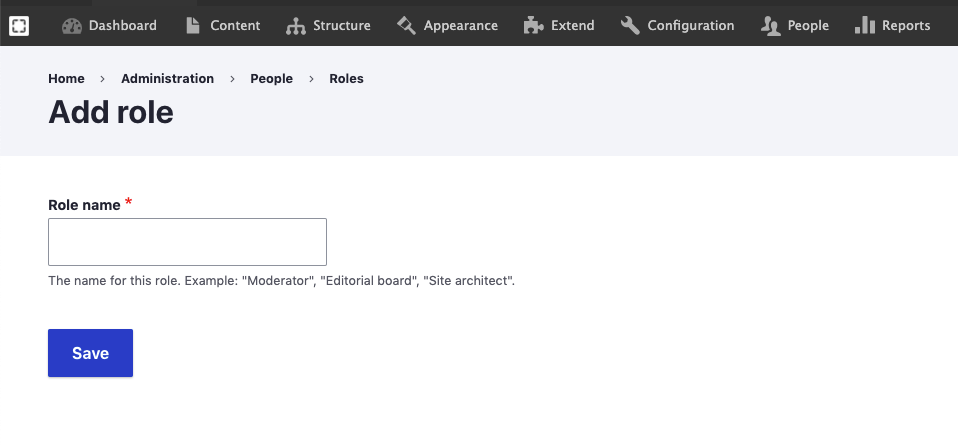 Dashboard Content Structure Appearance Extend Configuration People Reports
Home › Administration › People › Roles
Add role
Role name *
The name for this role. Example: "Moderator", "Editorial board", "Site architect".
Save